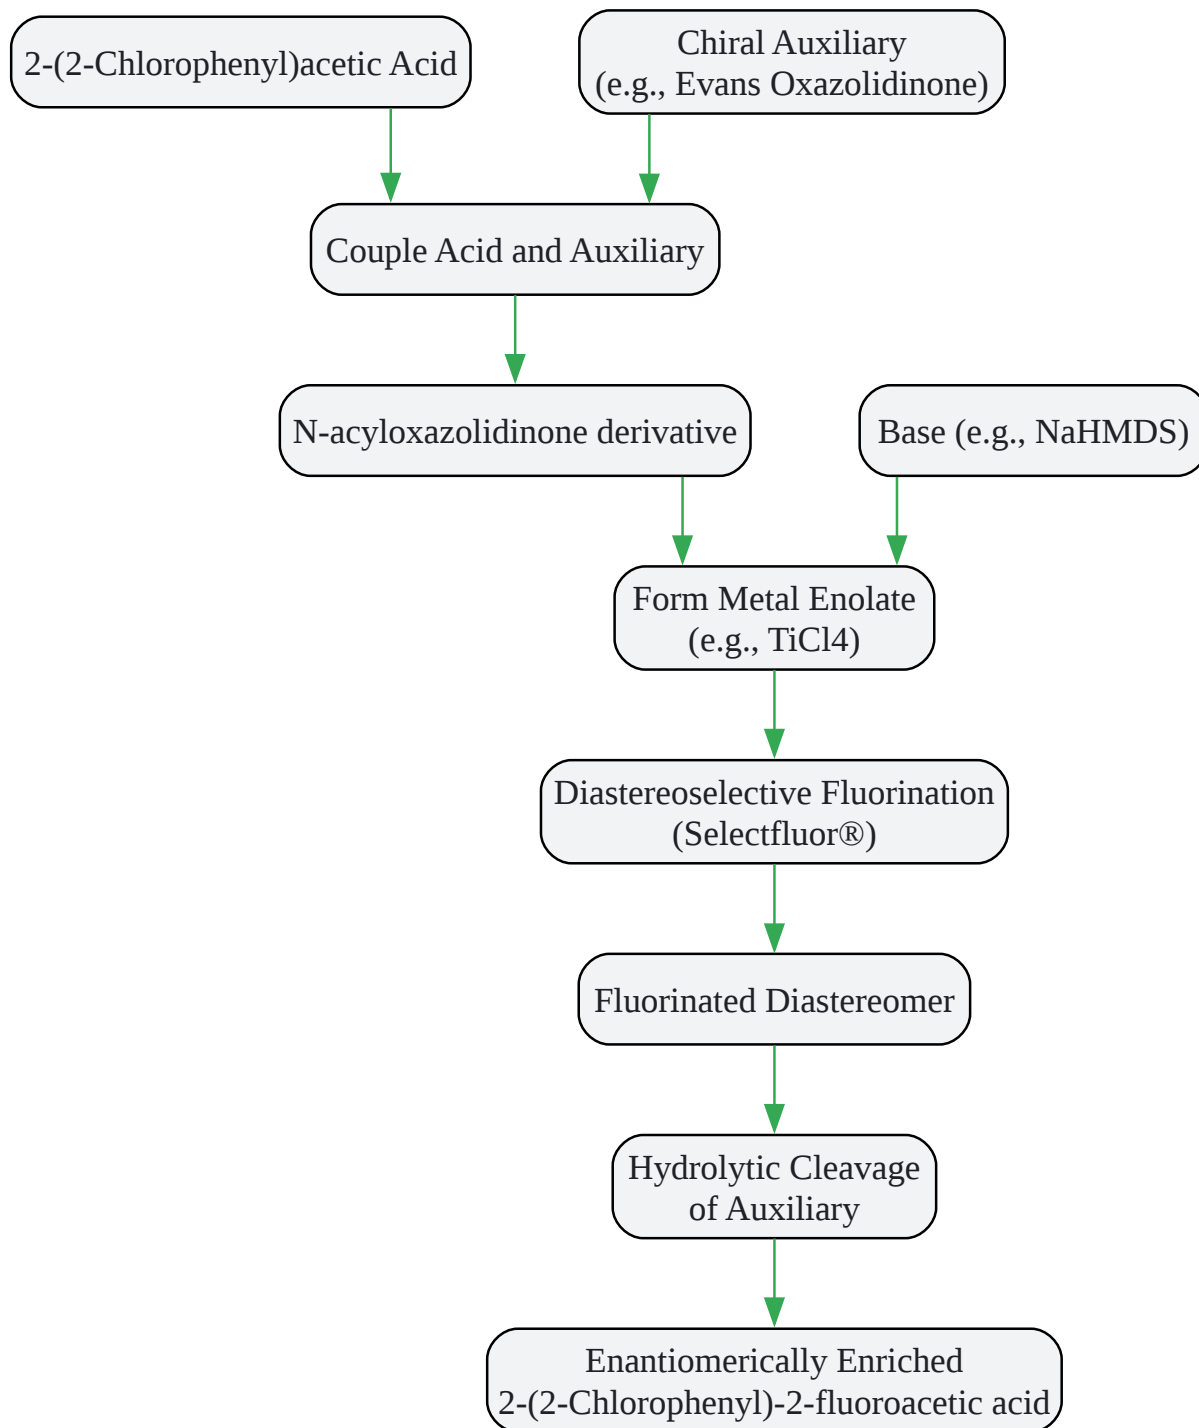 2-(2-Chlorophenyl)acetic Acid
Chiral Auxiliary
(e.g., Evans Oxazolidinone)
Couple Acid and Auxiliary
N-acyloxazolidinone derivative
Base (e.g., NaHMDS)
Form Metal Enolate
(e.g., TiCl4)
Diastereoselective Fluorination
(Selectfluor®)
Fluorinated Diastereomer
Hydrolytic Cleavage
of Auxiliary
Enantiomerically Enriched
2-(2-Chlorophenyl)-2-fluoroacetic acid